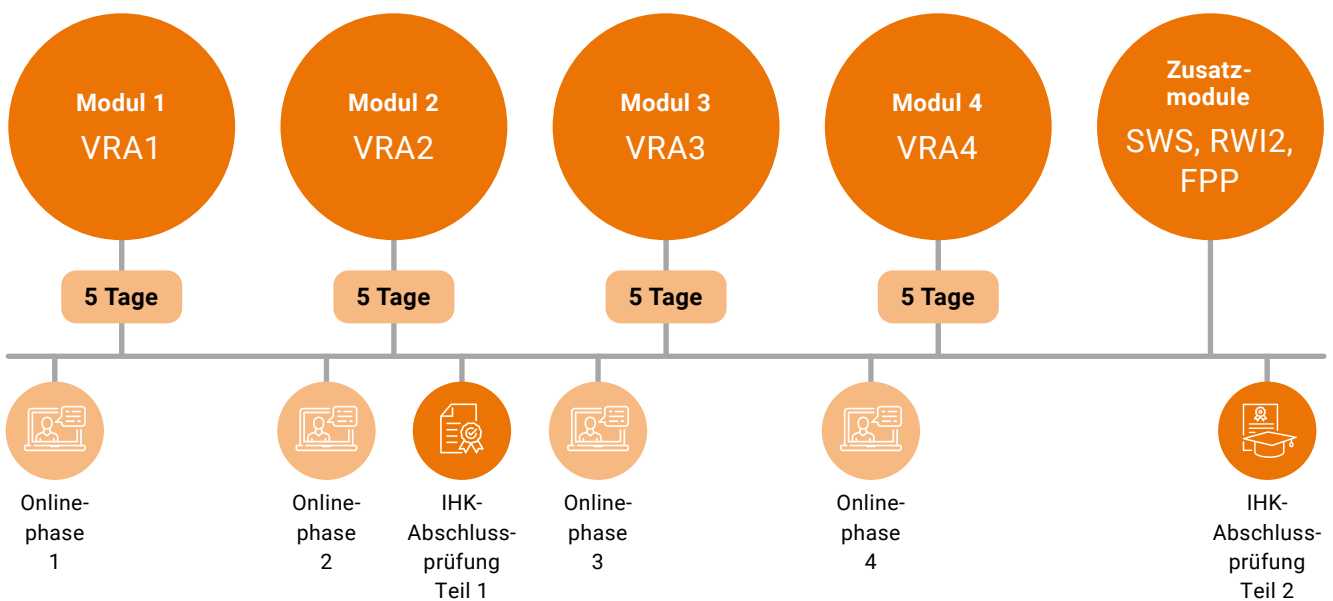 Modul 1
VRA1
Modul 2
VRA2
Modul 3
VRA3
Modul 4
VRA4
Zusatz-
module
SWS, RWI2,
FPP
5 Tage
5 Tage
5 Tage
5 Tage
Online-
phase
1
Online-
phase
2
IHK-
Abschluss-
prüfung
Teil 1
Online-
phase
3
Online-
phase
4
IHK-
Abschluss-
prüfung
Teil 2